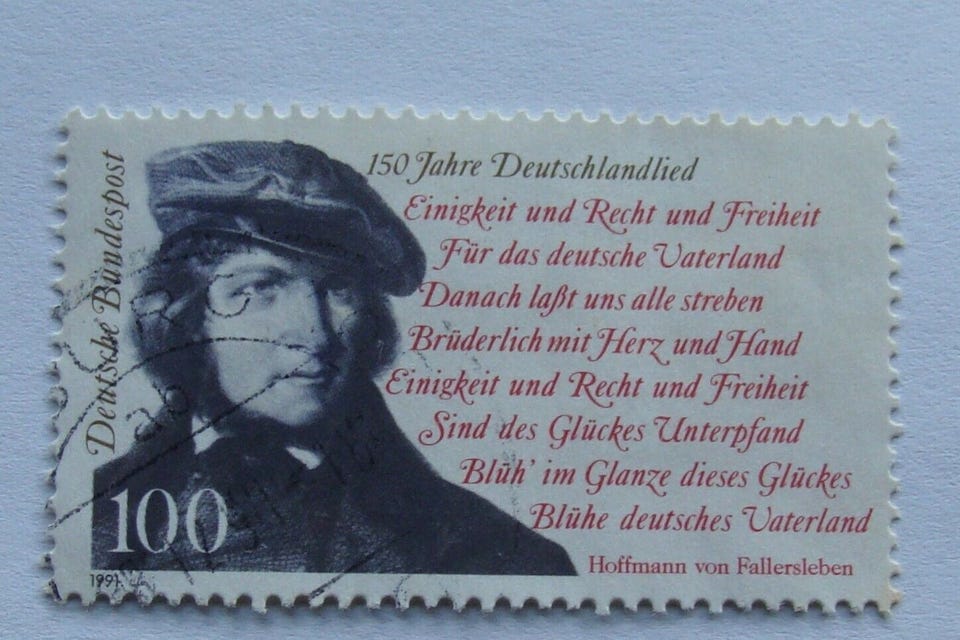 150 Jahre Deutschlandlied
Einigkeit und Recht und Freiheit
Für das deutsche Vaterland
Danach laßt uns alle streben
Brüderlich mit Herz und Hand
Einigkeit und Recht und Freiheit
Sind des Glückes Unterpfand
Blüh' im Glanze dieses Glückes
Blühe deutsches Vaterland
Hoffmann von Fallersleben
Deutsche Bundespost
100
1991